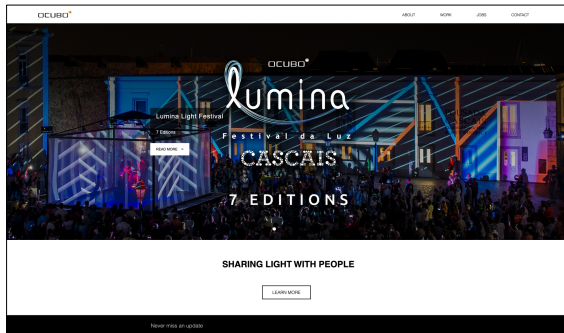 OCUBO
ABOUT
WORK
JOBS
CONTACT
OCUBO
lumina
Lumina Light Festival
7 Editions
Festival da Luz
READ MORE
CASCAIS
7 EDITIONS
SHARING LIGHT WITH PEOPLE
LEARN MORE
Never miss an update